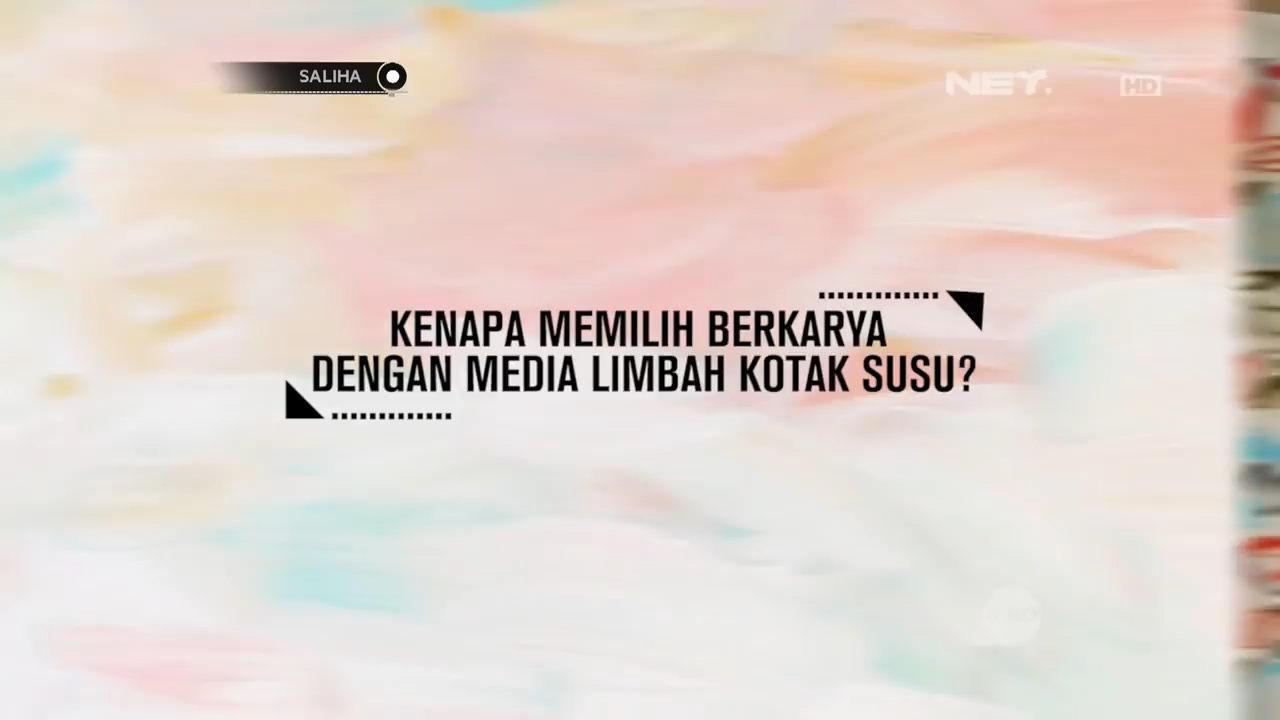 SALIHA
NET.
HD
KENAPA MEMILIH BERKARYA
DENGAN MEDIA LIMBAH KOTAK SUSU?